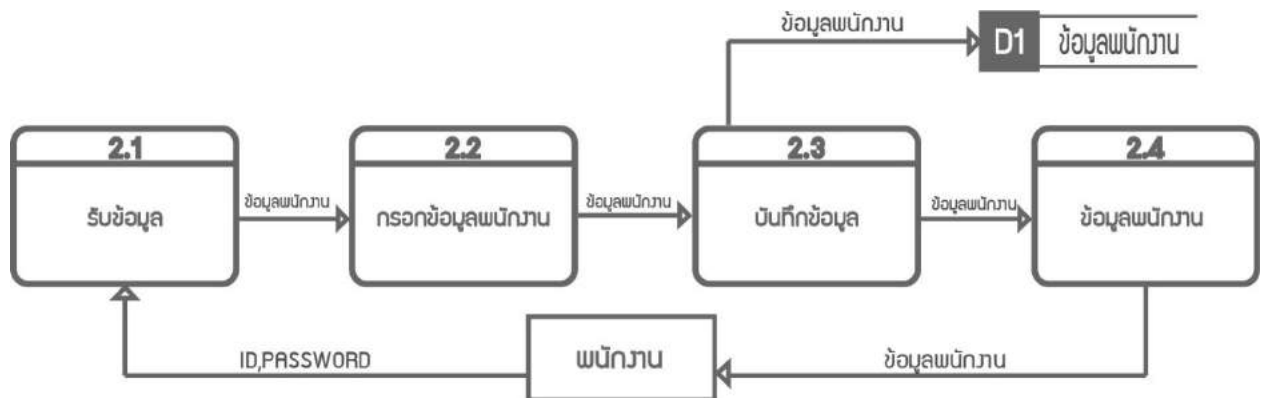 ข้อมูลพนักงาน
D1 ข้อมูลพนักงาน
2.1
รับข้อมูล
ข้อมูลพนักงาน
2.2
กรอกข้อมูลพนักงาน
ข้อมูลพนักงาน
2.3
บันทึกข้อมูล
ข้อมูลพนักงาน
2.4
ข้อมูลพนักงาน
ID,PASSWORD
พนักงาน
ข้อมูลพนักงาน